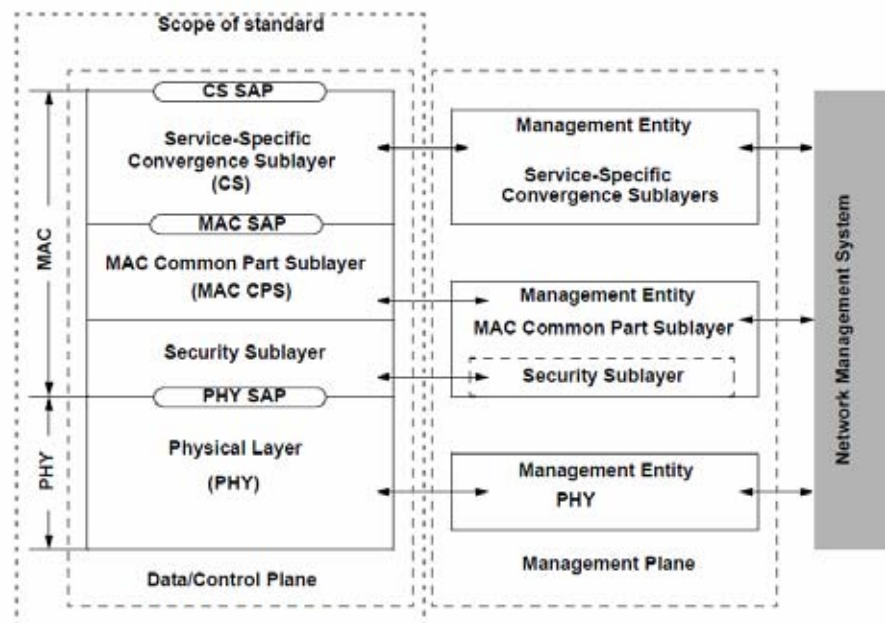 Scope of standard
CS SAP
Service-Specific
Convergence Sublayer
(CS)
MAC SAP
MAC Common Part Sublayer
(MAC CPS)
Security Sublayer
PHY SAP
Physical Layer
(PHY)
Data/Control Plane
MAC
PHY
Management Entity
Service-Specific
Convergence Sublayers
Management Entity
MAC Common Part Sublayer
Security Sublayer
Management Entity
PHY
Management Plane
Network Management System